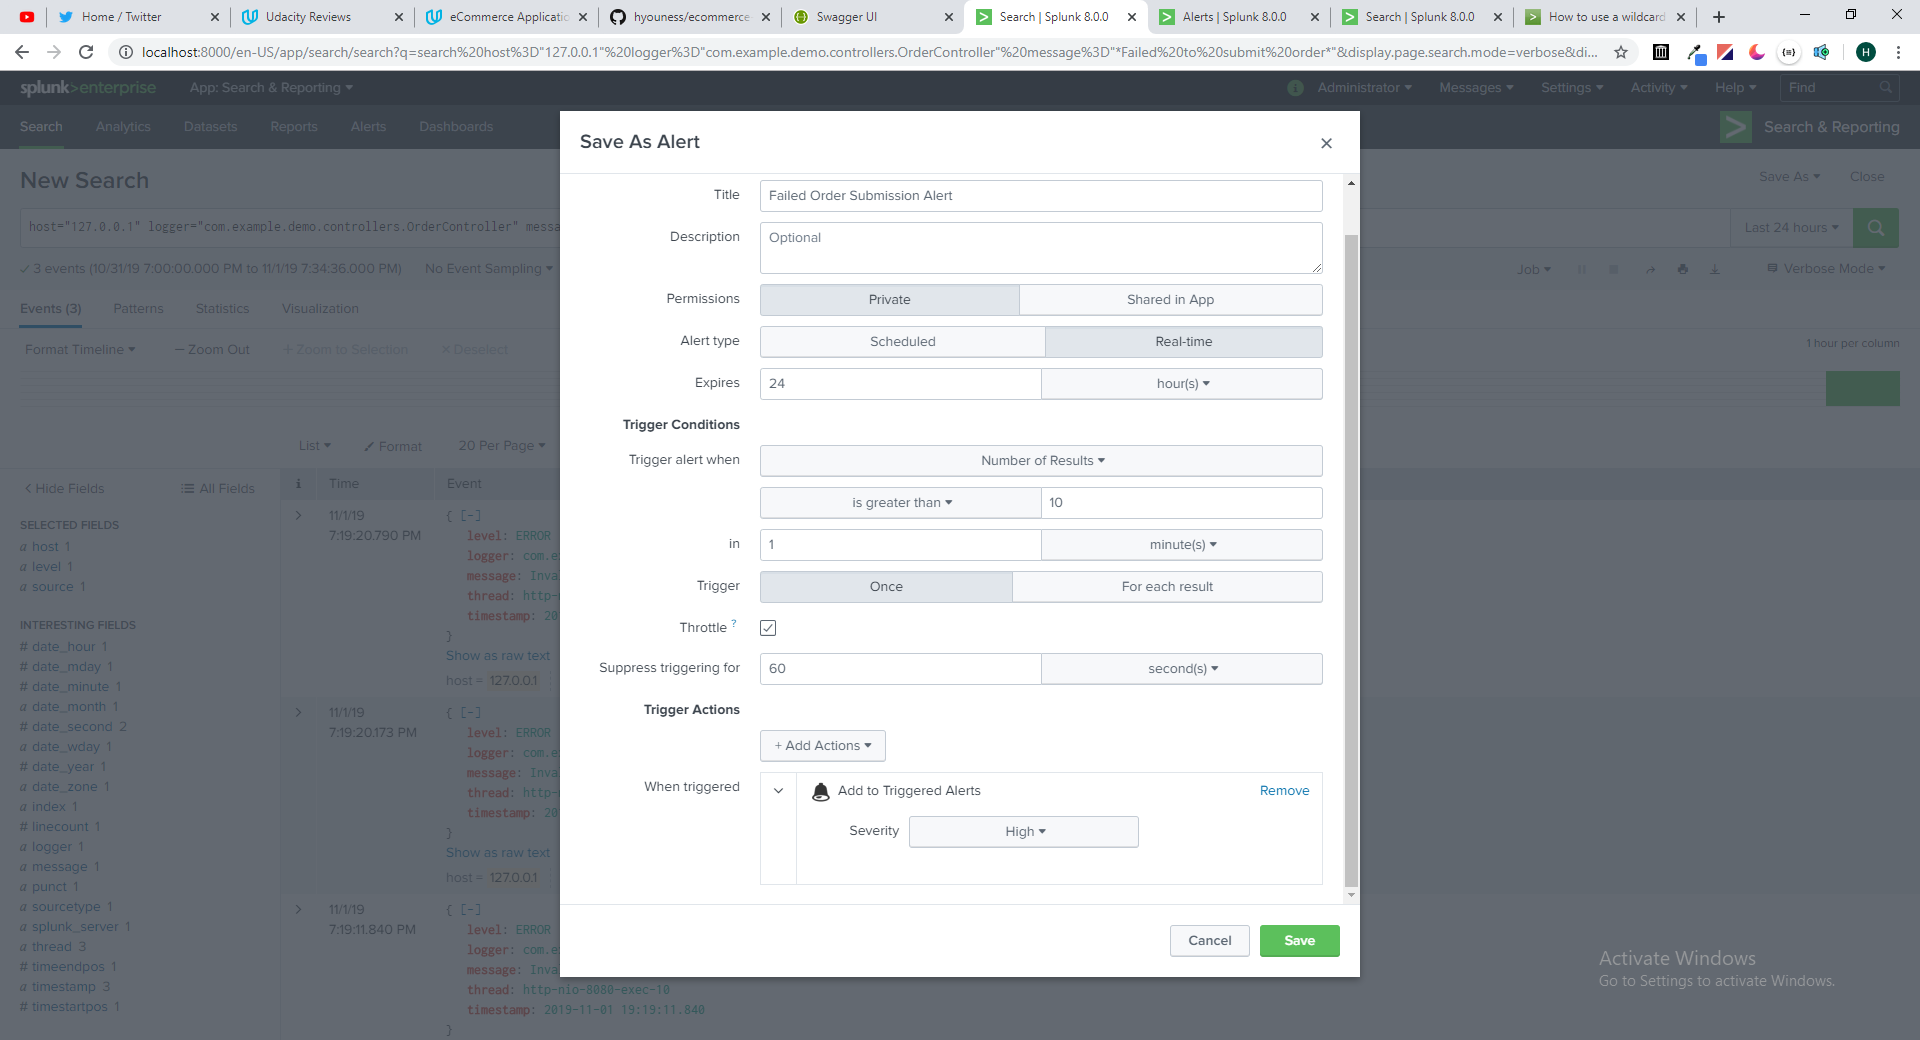 Home / Twitter
Udacity Reviews
eCommerce Applicatio
hyouness/ecommerce
Swagger UI
Search | Splunk 8.0.0
Alerts | Splunk 8.0.0
Search | Splunk 8.0.0
How to use a wildcard
localhost:8000/en-US/app/search/search?q=search%20host%3D"127.0.0.1"%20logger%3D"com.example.demo.controllers.OrderController"%20message%3D"*Failed%20to%20submit%20order*"&display.page.search.mode=verbose&di...
H
splunk>enterprise
App: Search & Reporting
i
Administrator
Messages
Settings
Activity
Help
Find
Search
Analytics
Datasets
Reports
Alerts
Dashboards
Search & Reporting
New Search
Save As
Close
host="127.0.0.1" logger="com.example.demo.controllers.OrderController" messa
Last 24 hours
3 events (10/31/19 7:00:00.000 PM to 11/1/19 7:34:36.000 PM)
No Event Sampling
Job
Verbose Mode
Events (3)
Patterns
Statistics
Visualization
Format Timeline
— Zoom Out
+ Zoom to Selection
× Deselect
1 hour per column
List
Format
20 Per Page
< Hide Fields
All Fields
i
Time
Event
SELECTED FIELDS
a host 1
a level 1
a source 1
INTERESTING FIELDS
# date_hour 1
# date_mday 1
# date_minute 1
a date_month 1
# date_second 2
a date_wday 1
# date_year 1
a date_zone 1
a index 1
# linecount 1
a logger 1
a message 1
a punct 1
a sourcetype 1
a splunk_server 1
a thread 3
# timeendpos 1
a timestamp 3
# timestartpos 1
11/1/19
7:19:20.790 PM
{ [-]
level: ERROR
logger: com.e
message: Inva
thread: http-n
timestamp: 20
}
Show as raw text
host = 127.0.0.1
11/1/19
7:19:20.173 PM
{ [-]
level: ERROR
logger: com.e
message: Inva
thread: http-n
timestamp: 20
}
Show as raw text
host = 127.0.0.1
11/1/19
7:19:11.840 PM
{ [-]
level: ERROR
logger: com.e
message: Inva
thread: http-nio-8080-exec-10
timestamp: 2019-11-01 19:19:11.840
}
Save As Alert
×
Title
Failed Order Submission Alert
Description
Optional
Permissions
Private
Shared in App
Alert type
Scheduled
Real-time
Expires
24
hour(s)
Trigger Conditions
Trigger alert when
Number of Results
is greater than
10
in
1
minute(s)
Trigger
Once
For each result
Throttle ?
Suppress triggering for
60
second(s)
Trigger Actions
+ Add Actions
When triggered
Add to Triggered Alerts
Remove
Severity
High
Cancel
Save
Activate Windows
Go to Settings to activate Windows.